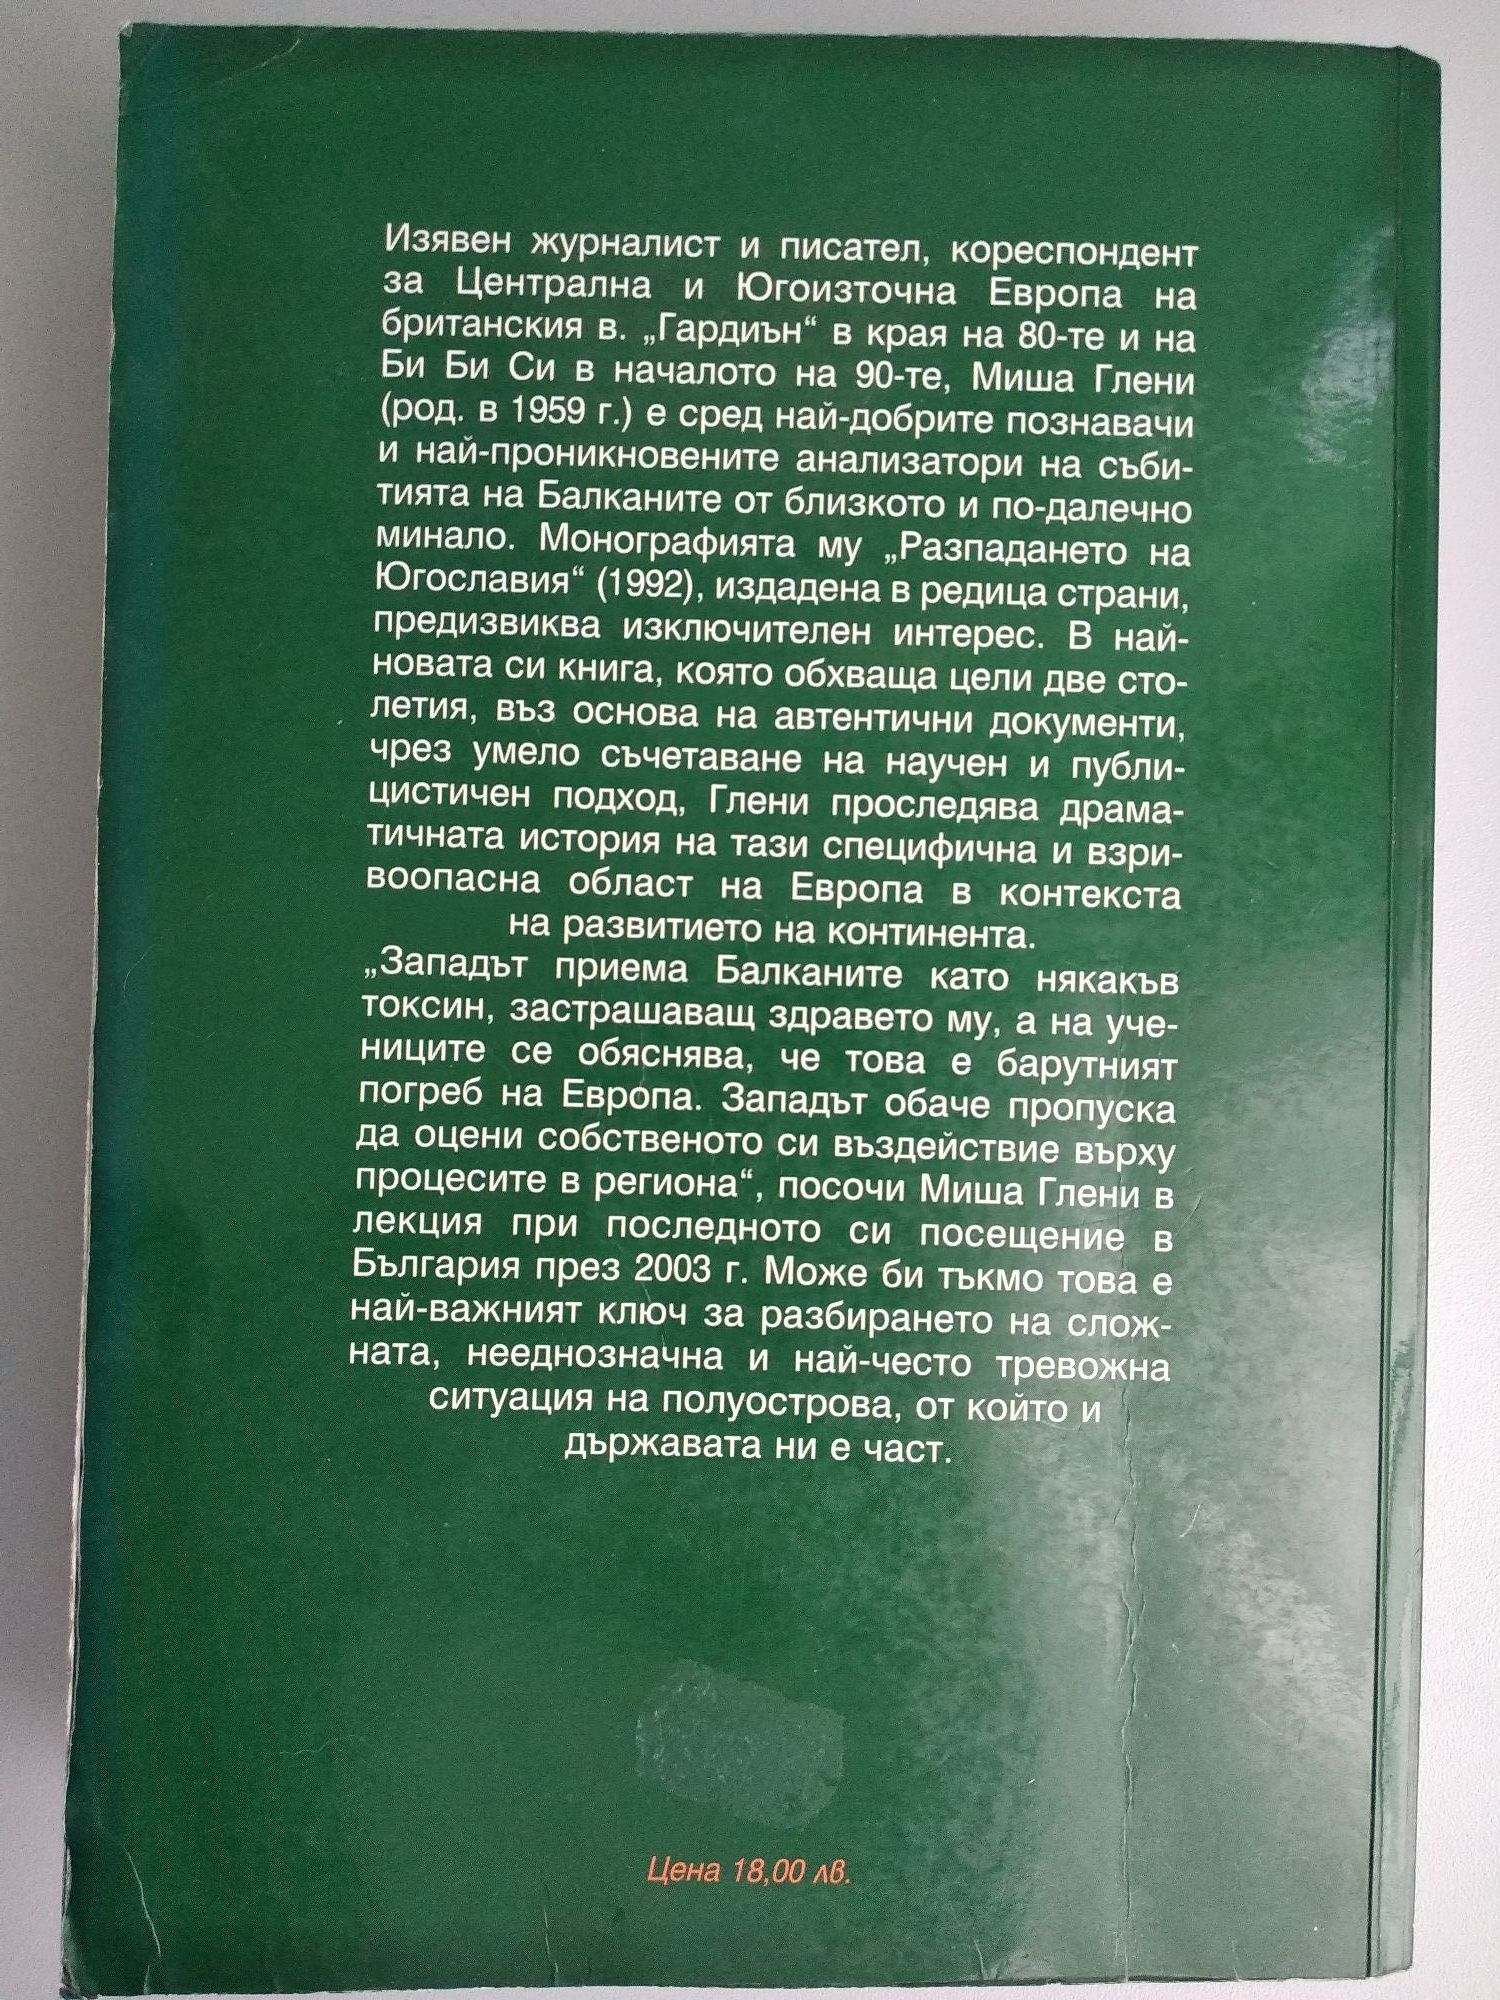 Изявен журналист и писател, кореспондент
за Централна и Югоизточна Европа на
британския в. „Гардиън“ в края на 80-те и на
Би Би Си в началото на 90-те, Миша Глени
(род. в 1959 г.) е сред най-добрите познавачи
и най-проникновените анализатори на съби-
тията на Балканите от близкото и по-далечно
минало. Монографията му „Разпадането на
Югославия“ (1992), издадена в редица страни,
предизвиква изключителен интерес. В най-
новата си книга, която обхваща цели две сто-
летия, въз основа на автентични документи,
чрез умело съчетаване на научен и публи-
цистичен подход, Глени проследява драма-
тичната история на тази специфична и взри-
воопасна област на Европа в контекста
на развитието на континента.
„Западът приема Балканите като някакъв
токсин, застрашаващ здравето му, а на уче-
ниците се обяснява, че това е барутният
погреб на Европа. Западът обаче пропуска
да оцени собственото си въздействие върху
процесите в региона“, посочи Миша Глени в
лекция при последното си посещение в
България през 2003 г. Може би тъкмо това е
най-важният ключ за разбирането на слож-
ната, нееднозначна и най-често тревожна
ситуация на полуострова, от който и
държавата ни е част.
Цена 18,00 лв.